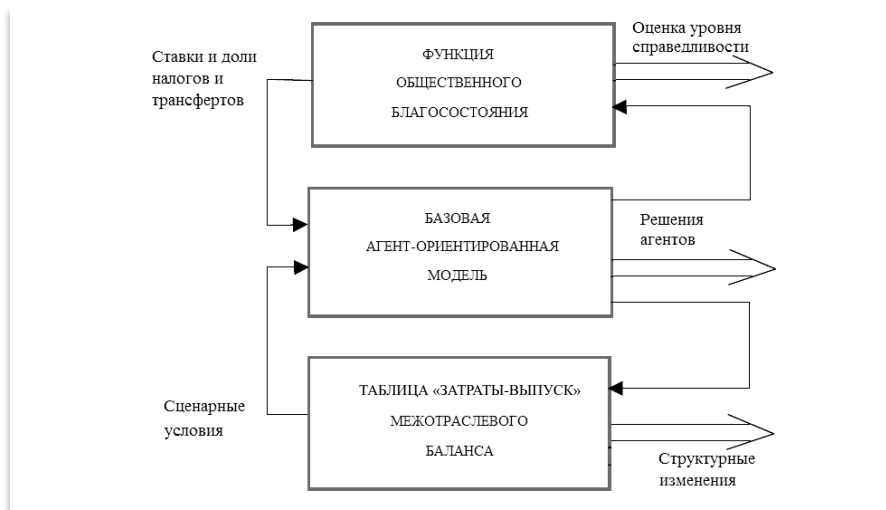 Ставки и доли
налогов и
трансфертов
ФУНКЦИЯ
ОБЩЕСТВЕННОГО
БЛАГОСОСТОЯНИЯ
Оценка уровня
справедливости
БАЗОВАЯ
АГЕНТ-ОРИЕНТИРОВАННАЯ
МОДЕЛЬ
Решения
агентов
Сценарные
условия
ТАБЛИЦА «ЗАТРАТЫ-ВЫПУСК»
МЕЖОТРАСЛЕВОГО
БАЛАНСА
Структурные
изменения